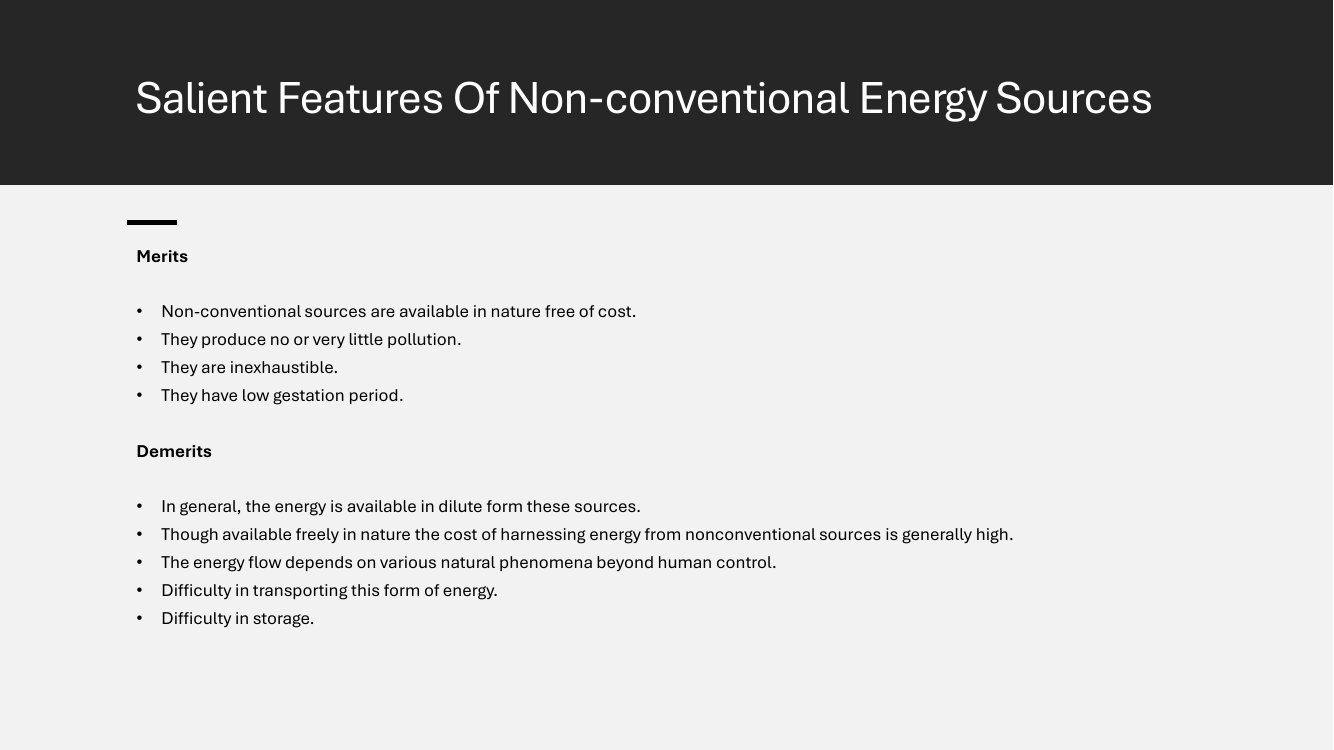 Salient Features Of Non-conventional Energy Sources
Merits
• Non-conventional sources are available in nature free of cost.
• They produce no or very little pollution.
• They are inexhaustible.
• They have low gestation period.
Demerits
• In general, the energy is available in dilute form these sources.
• Though available freely in nature the cost of harnessing energy from nonconventional sources is generally high.
• The energy flow depends on various natural phenomena beyond human control.
• Difficulty in transporting this form of energy.
• Difficulty in storage.